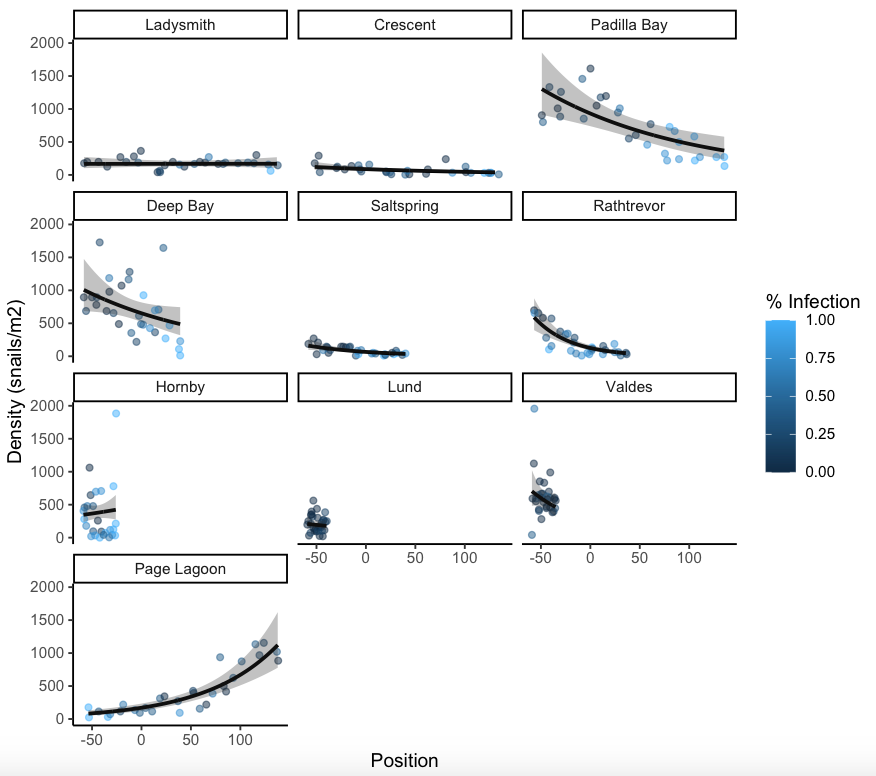 Ladysmith Crescent Padilla Bay
2000
1500
1000
500
0
Deep Bay Saltspring Rathtrevor
2000
1500
1000
500
0
Hornby Lund Valdes
2000
1500
1000
500
0
-50 0 50 100 -50 0 50 100
Page Lagoon
2000
1500
1000
500
0
-50 0 50 100
Position
Density (snails/m2)
% Infection
1.00
0.75
0.50
0.25
0.00